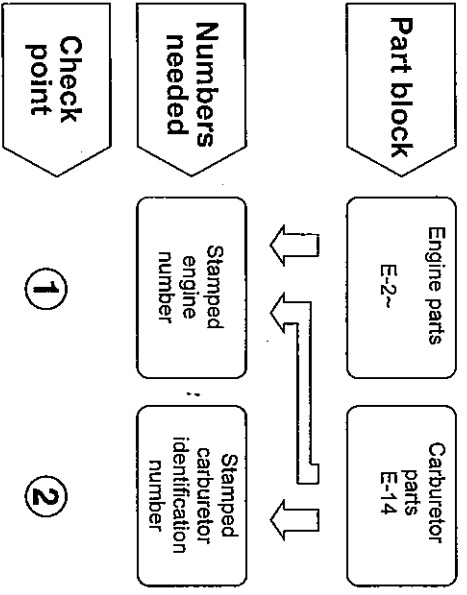 Part block
Engine parts
E-2~
Carburetor
parts
E-14
Numbers
needed
Stamped
engine
number
Stamped
carburetor
identification
number
Check
point
1
2